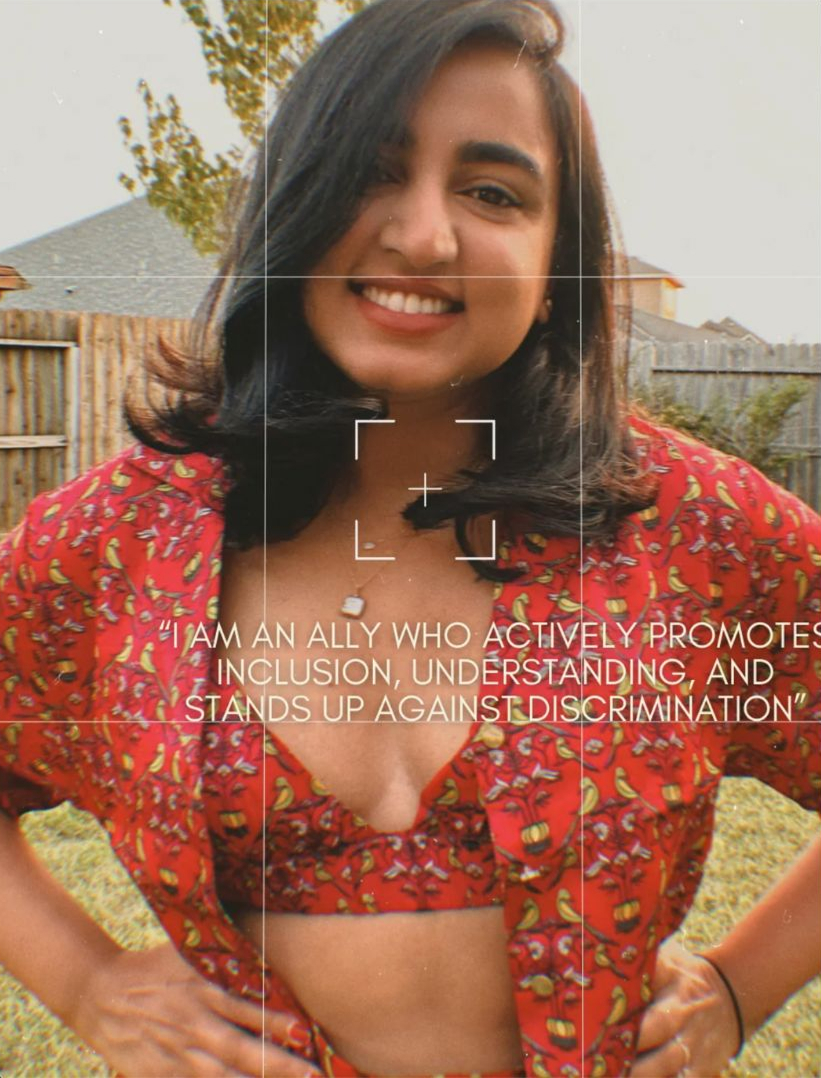 “I AM AN ALLY WHO ACTIVELY PROMOTES
INCLUSION, UNDERSTANDING, AND
STANDS UP AGAINST DISCRIMINATION”